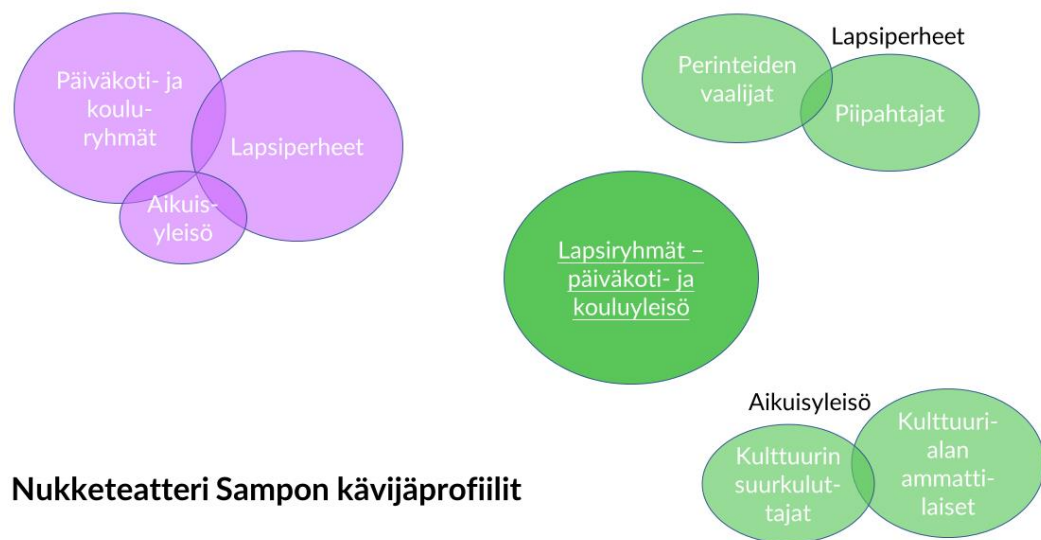 Päiväkoti- ja
koulu-
ryhmät
Lapsiperheet
Aikuis-
yleisö
Lapsiperheet
Perinteiden
vaalijat
Piipahtajat
Lapsiryhmät –
päiväkoti- ja
kouluyleisö
Aikuisyleisö
Kulttuurin
suurkulut-
tajat
Kulttuuri-
alan
ammatti-
laiset
Nukketeatteri Sampon kävijäprofiilit